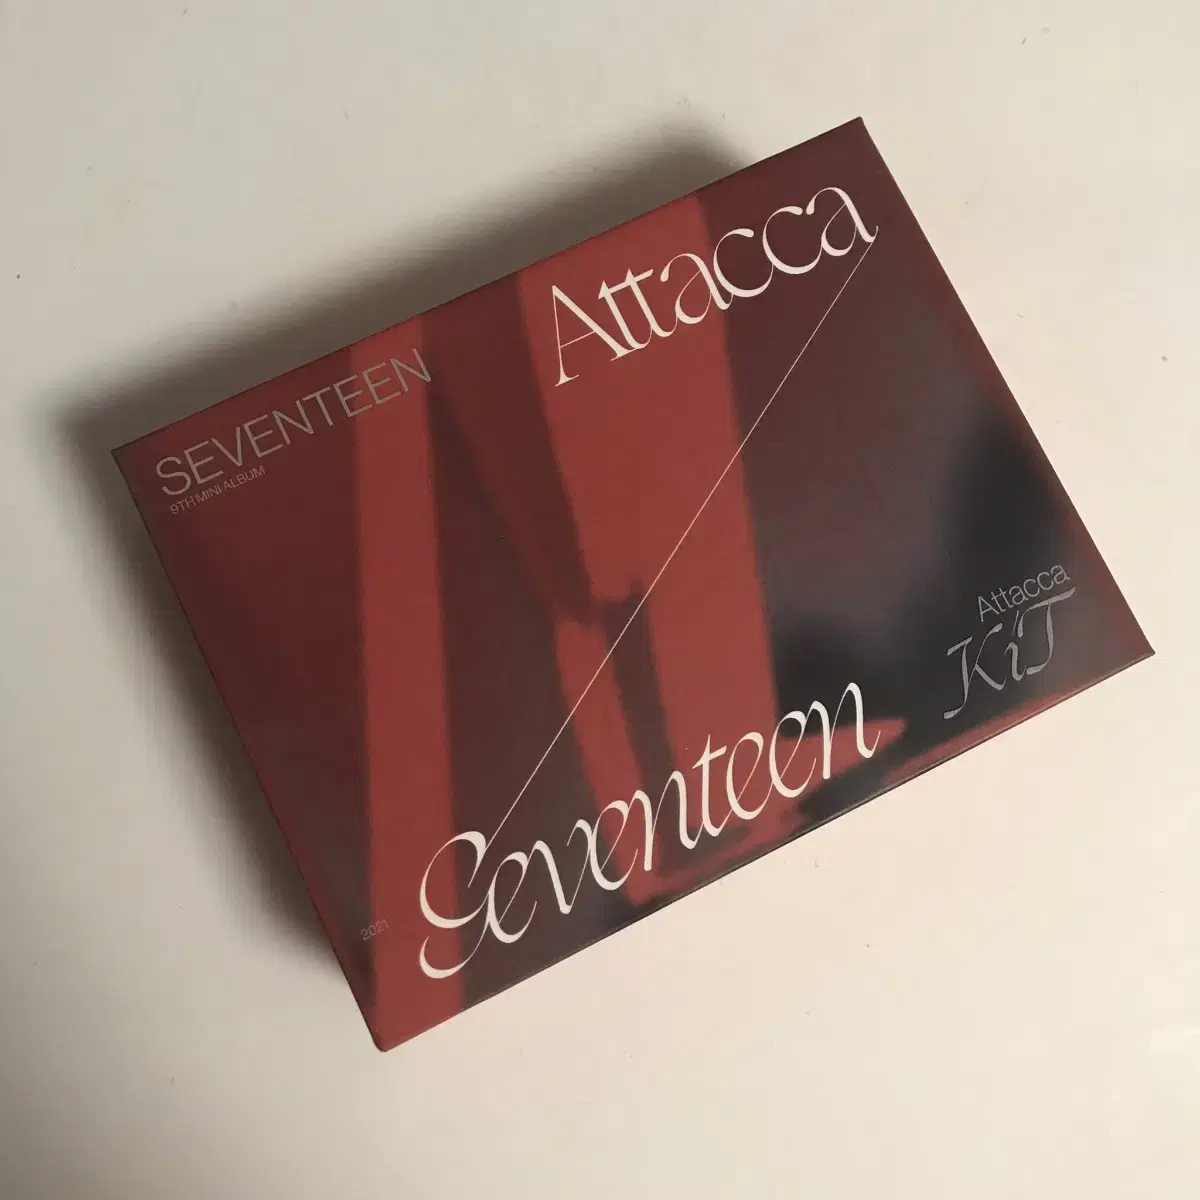 Attacca
SEVENTEEN
9TH MINI ALBUM
Attacca
KiT
Seventeen
2021